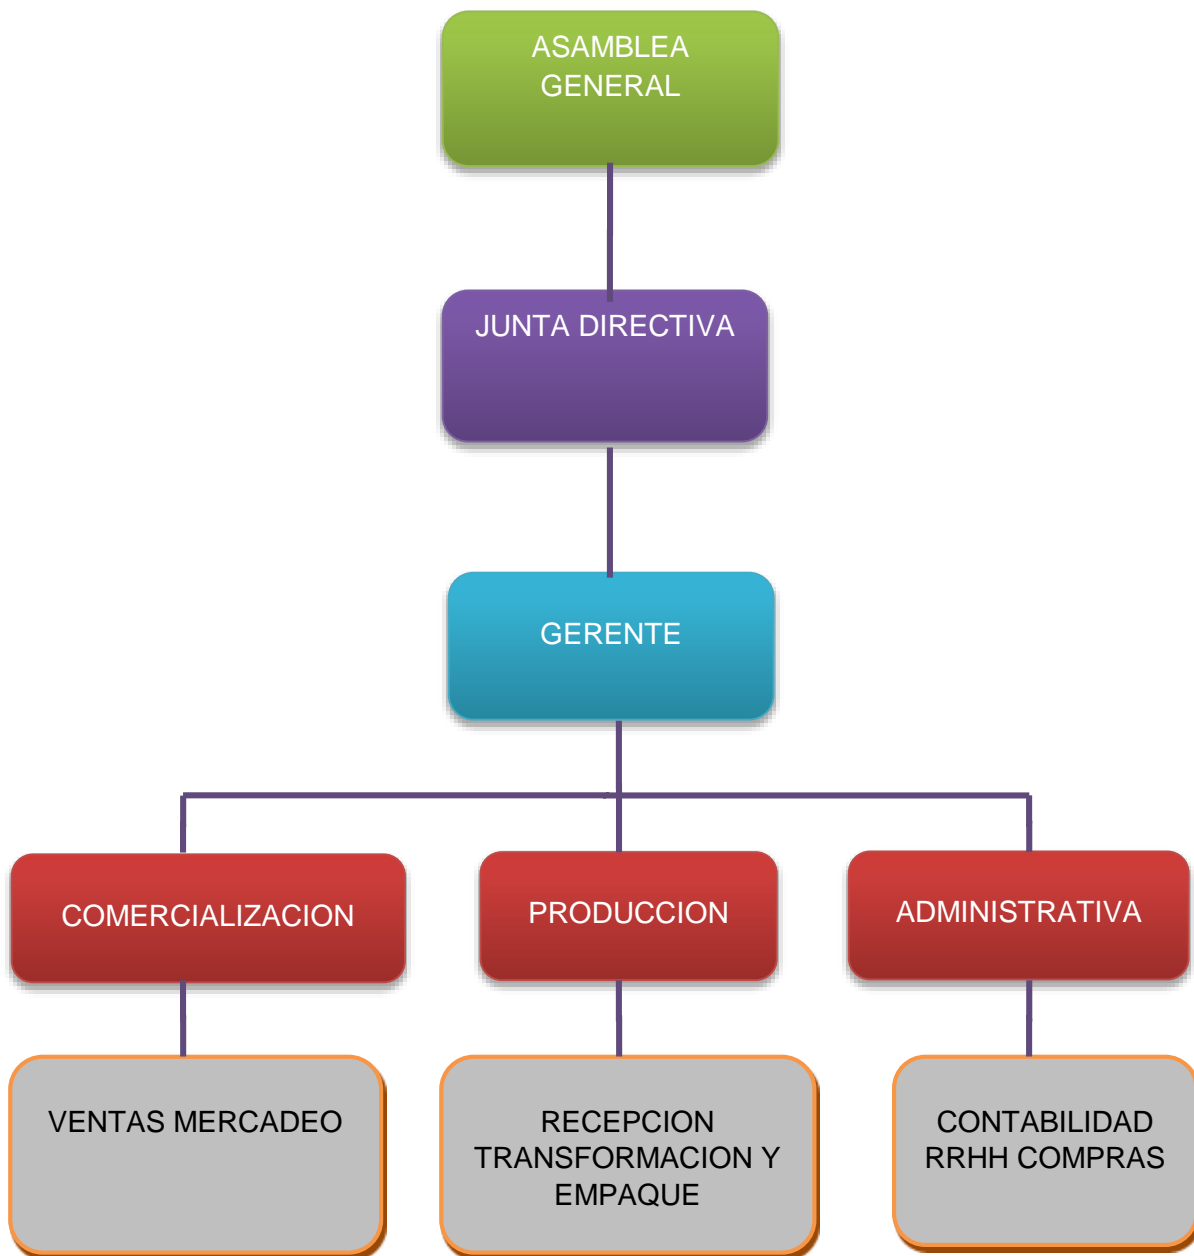 ASAMBLEA
GENERAL
JUNTA DIRECTIVA
GERENTE
COMERCIALIZACION
PRODUCCION
ADMINISTRATIVA
VENTAS MERCADEO
RECEPCION
TRANSFORMACION Y
EMPAQUE
CONTABILIDAD
RRHH COMPRAS